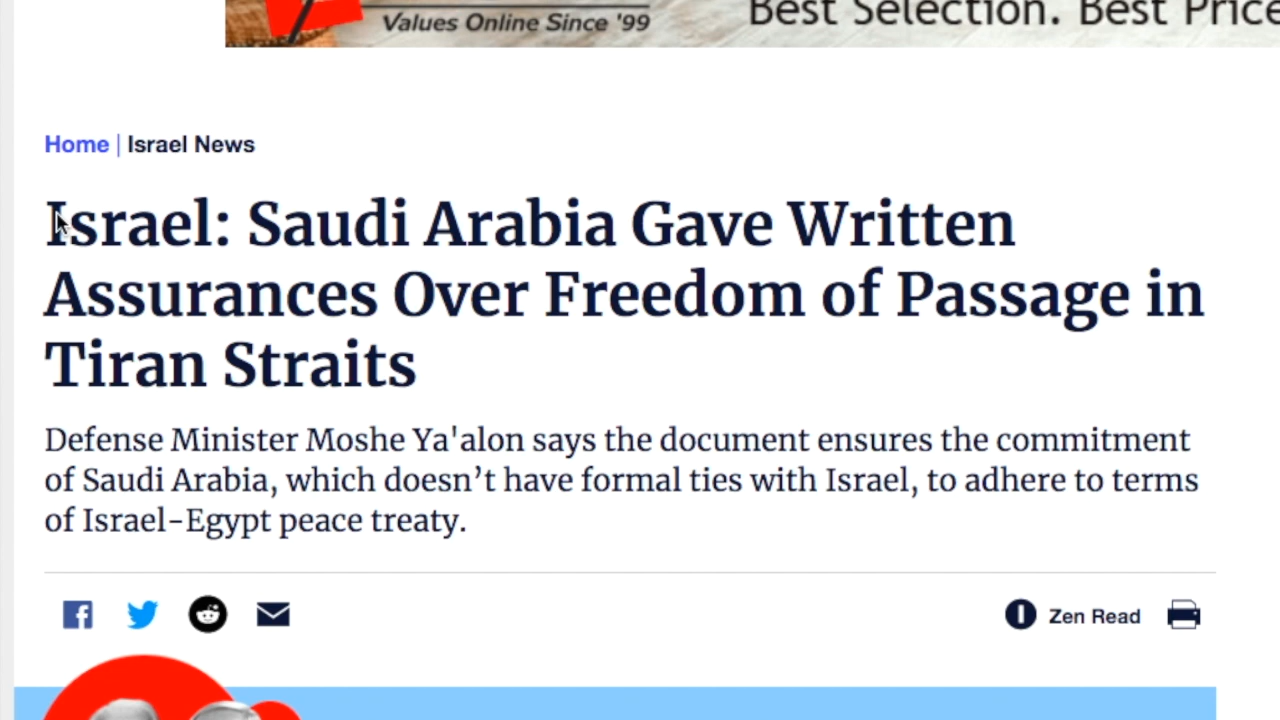 Values Online Since '99
Best Selection. Best Price
Home | Israel News
Israel: Saudi Arabia Gave Written
Assurances Over Freedom of Passage in
Tiran Straits
Defense Minister Moshe Ya'alon says the document ensures the commitment
of Saudi Arabia, which doesn’t have formal ties with Israel, to adhere to terms
of Israel-Egypt peace treaty.
Zen Read